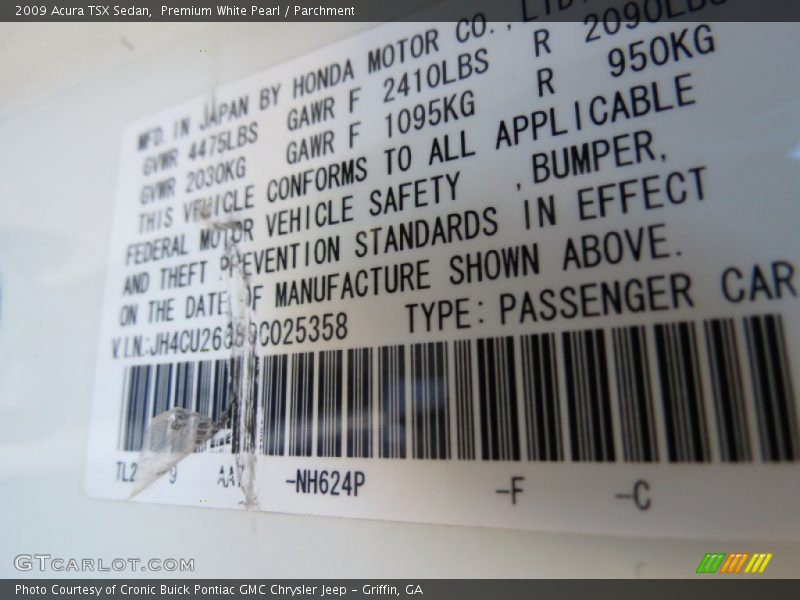 2009 Acura TSX Sedan, Premium White Pearl / Parchment
MFD. IN JAPAN BY HONDA MOTOR CO., LTD.
GVWR 4475LBS GAWR F 2410LBS R 2090LBS
GVWR 2030KG GAWR F 1095KG R 950KG
THIS VEHICLE CONFORMS TO ALL APPLICABLE
FEDERAL MOTOR VEHICLE SAFETY , BUMPER,
AND THEFT PREVENTION STANDARDS IN EFFECT
ON THE DATE OF MANUFACTURE SHOWN ABOVE.
V.I.N.: TYPE: PASSENGER CAR
-NH624P -F -C
GTCARLOT.COM
Photo Courtesy of Cronic Buick Pontiac GMC Chrysler Jeep - Griffin, GA